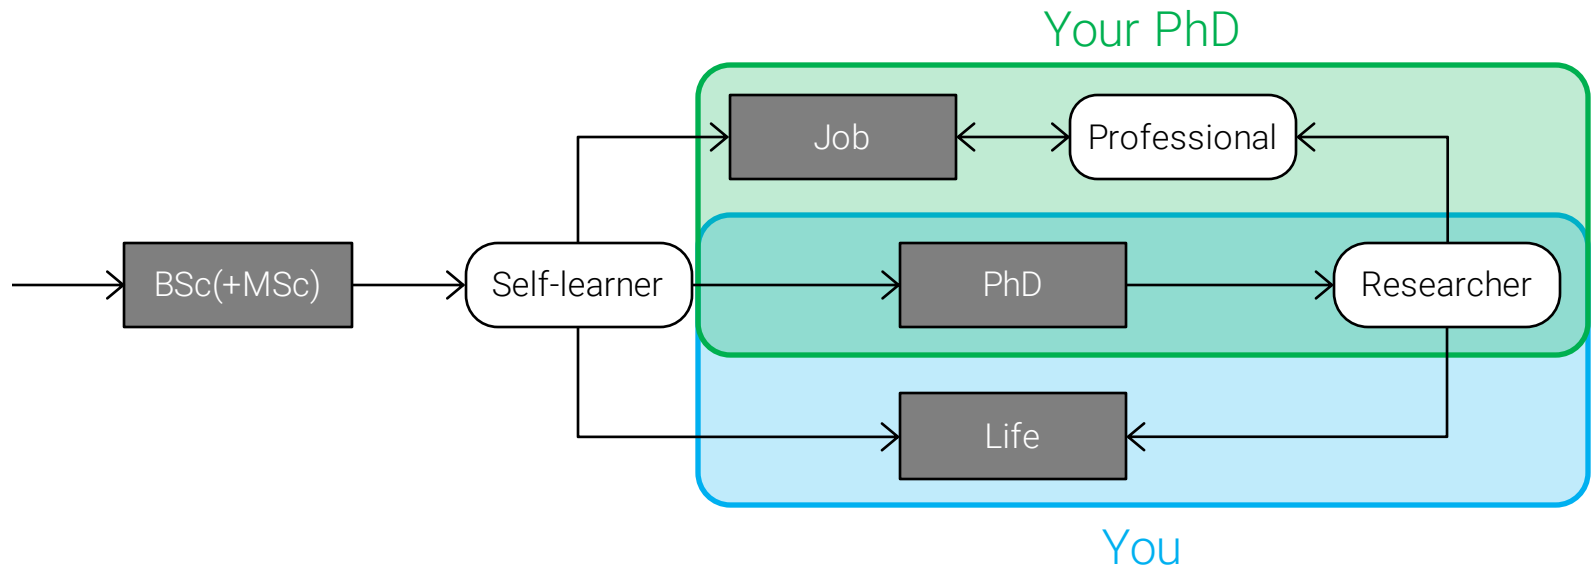 Your PhD
Job
Professional
BSc(+MSc)
Self-learner
PhD
Researcher
Life
You